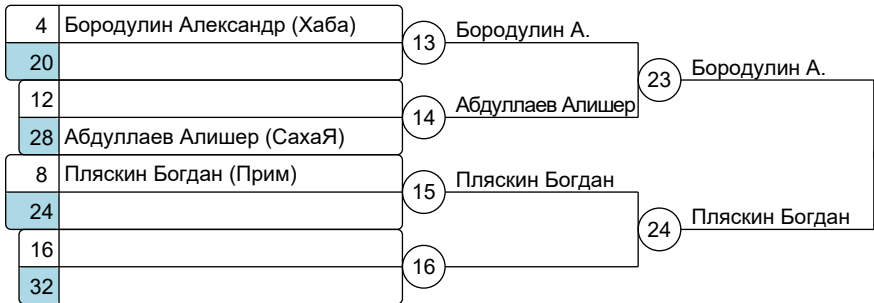 4 Бородулин Александр (Хаба)
20
13 Бородулин А.
12
28 Абдуллаев Алишер (СахаЯ)
14 Абдуллаев Алишер
23 Бородулин А.
8 Пляскин Богдан (Прим)
24
15 Пляскин Богдан
16
32
16
24 Пляскин Богдан